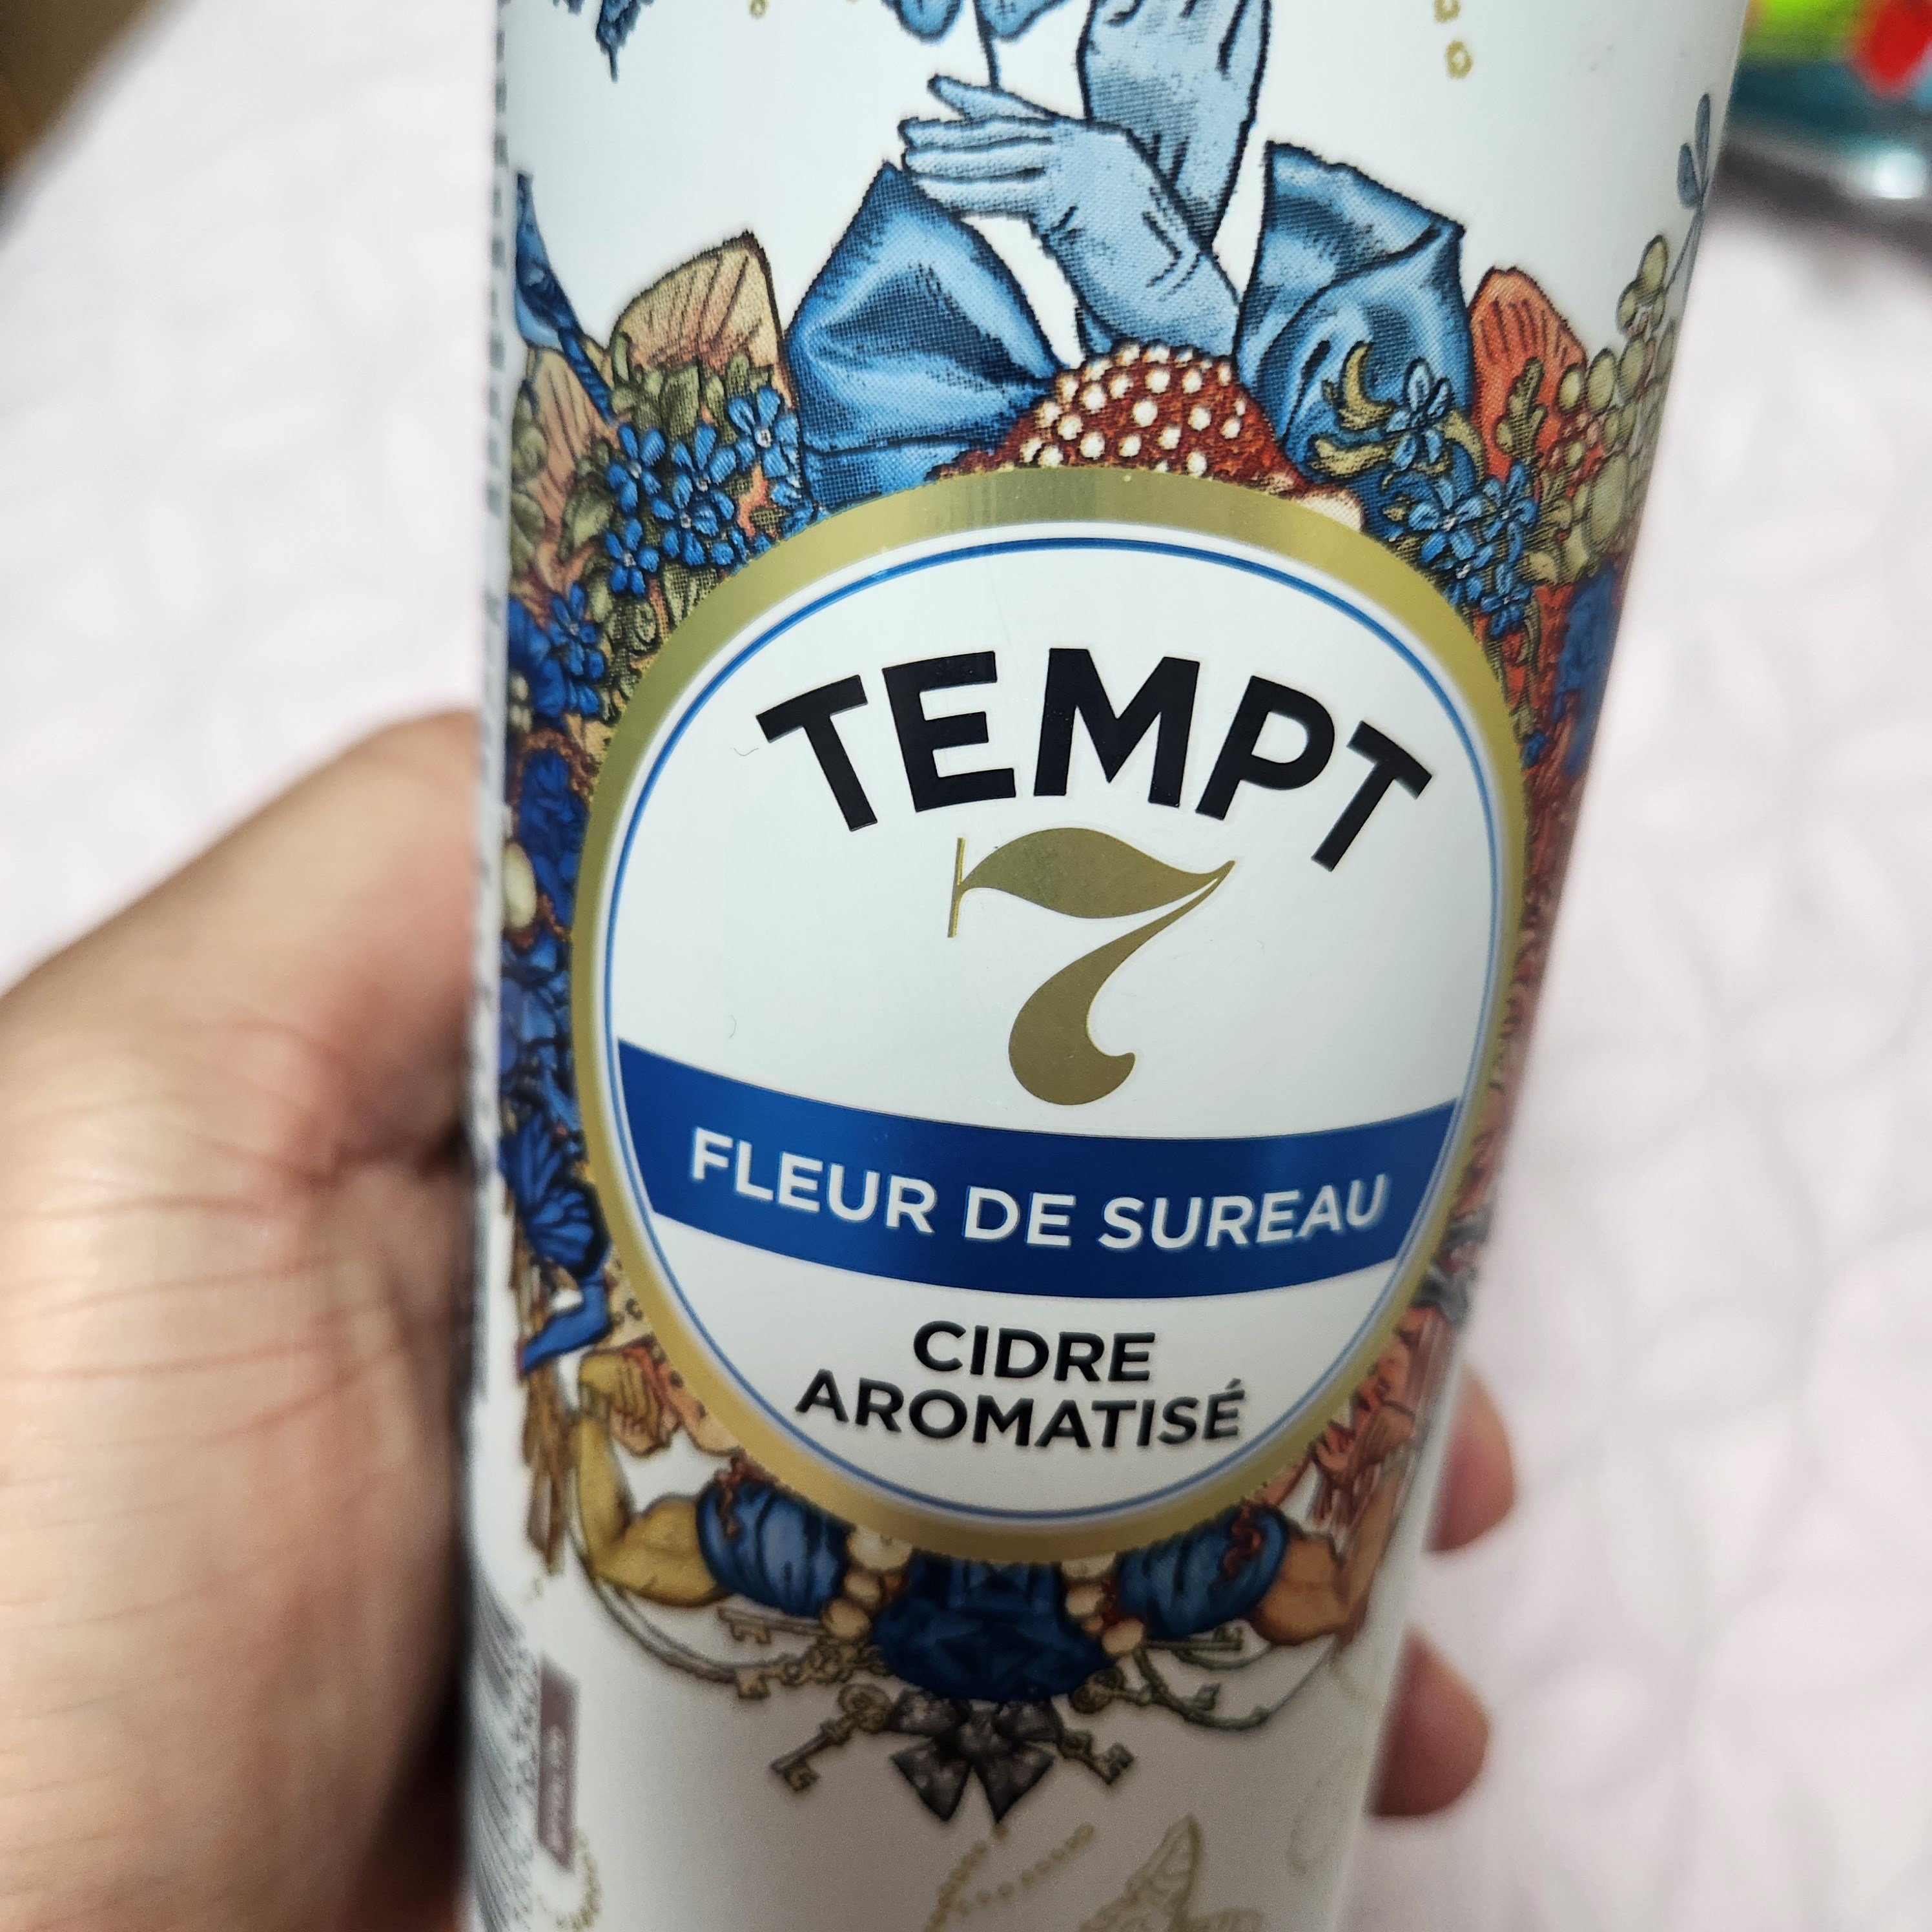 TEMPT
7
FLEUR DE SUREAU
CIDRE
AROMATISÉ